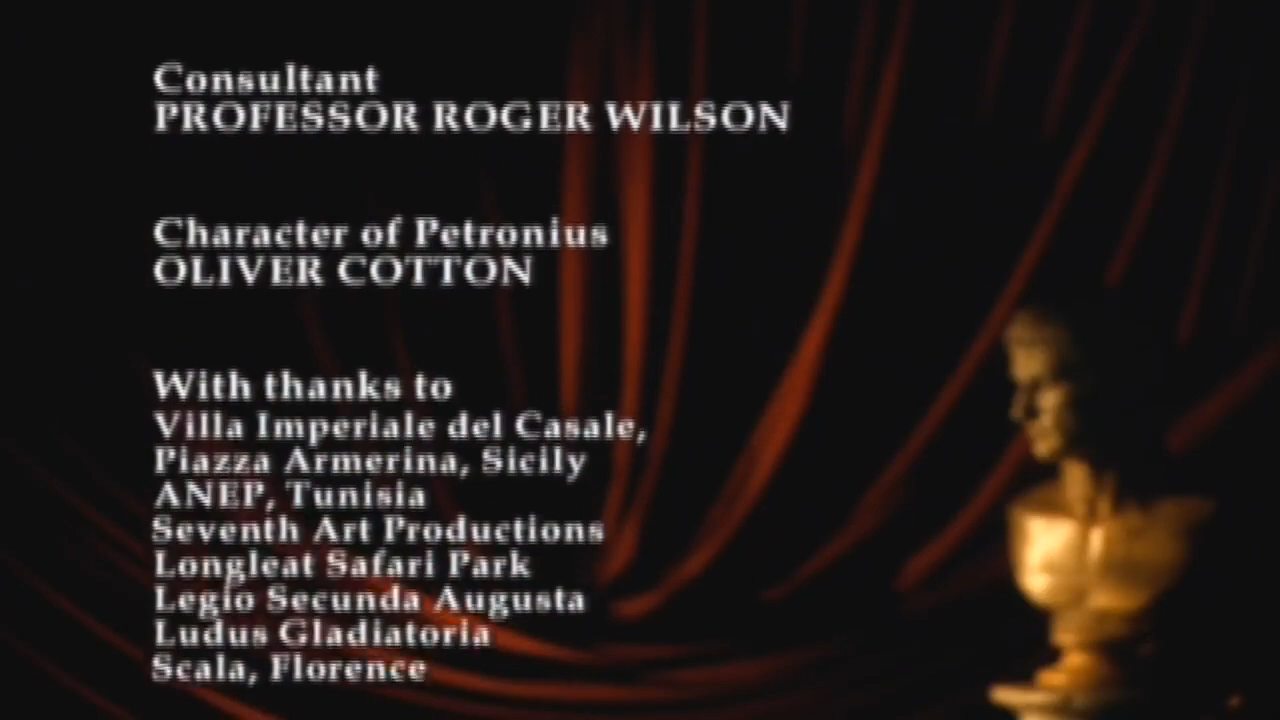 Consultant
PROFESSOR ROGER WILSON
Character of Petronius
OLIVER COTTON
With thanks to
Villa Imperiale del Casale,
Piazza Armerina, Sicily
ANEP, Tunisia
Seventh Art Productions
Longleat Safari Park
Legio Secunda Augusta
Ludus Gladiatoria
Scala, Florence